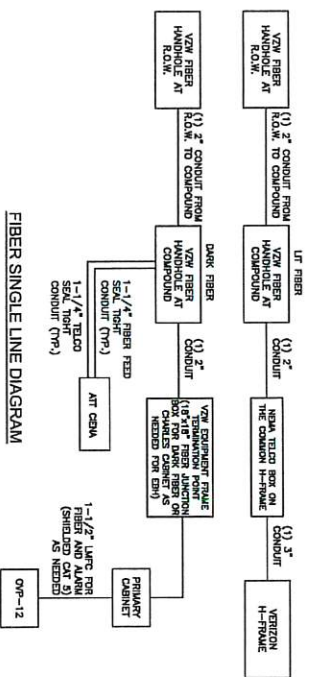 LIT FIBER
VZW FIBER
HANDHOLE AT
R.O.W.
(1) 2" CONDUIT FROM
R.O.W. TO COMPOUND
VZW FIBER
HANDHOLE AT
COMPOUND
(1) 2"
CONDUIT
NEMA TELCO BOX ON
THE COMMON H-FRAME
(1) 3"
CONDUIT
VERIZON
H-FRAME
DARK FIBER
VZW FIBER
HANDHOLE AT
R.O.W.
(1) 2" CONDUIT FROM
R.O.W. TO COMPOUND
VZW FIBER
HANDHOLE AT
COMPOUND
(1) 2"
CONDUIT
VZW EQUIPMENT FRAME
TERMINATION POINT
(18"x18" FIBER JUNCTION
BOX FOR DARK FIBER OR
CHARLES CABINET AS
NEEDES FOR EBH)
1-1/4" FIBER FEED
SEAL TIGHT
CONDUIT (TYP.)
1-1/4" TELCO
SEAL TIGHT
CONDUIT (TYP.)
ATT CIENA
PRIMARY
CABINET
1-1/2" LMFC FOR
FIBER AND ALARM
(SHIELDED CAT 5)
AS NEEDED
OVP-12
FIBER SINGLE LINE DIAGRAM